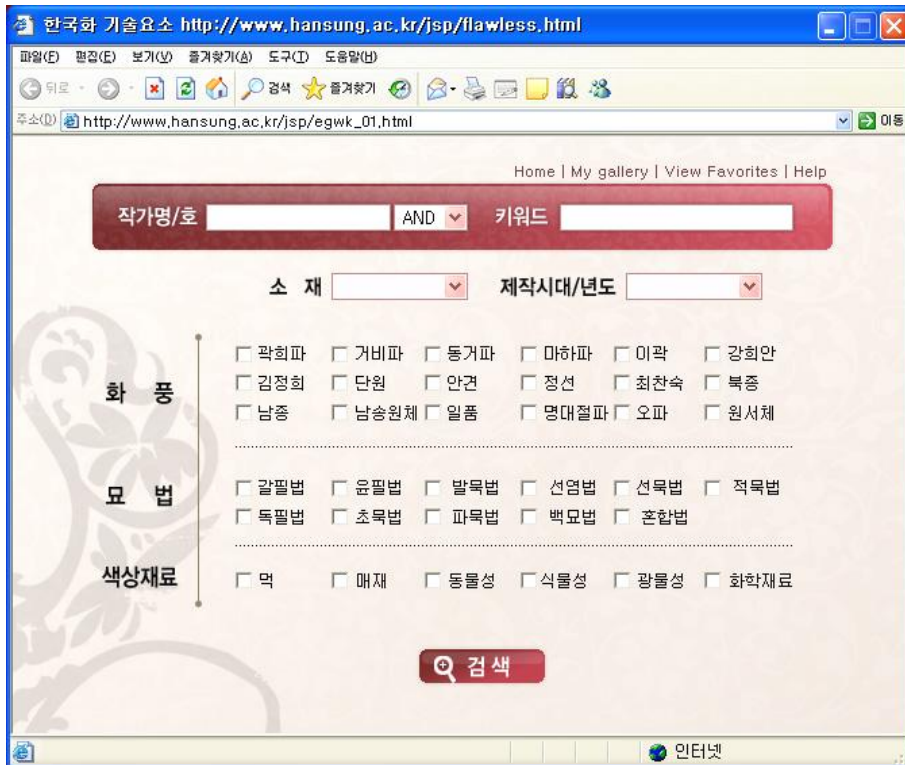 한국화 기술요소 http://www.hansung.ac.kr/jsp/flawless.html
파일(F) 편집(E) 보기(V) 즐겨찾기(A) 도구(T) 도움말(H)
뒤로 검색 즐겨찾기
주소(D) http://www.hansung.ac.kr/jsp/egwk_01.html 이동
Home | My gallery | View Favorites | Help
작가명/호 AND 키워드
소 재 제작시대/년도
곽희파 거비파 동거파 마하파 이곽 강희안
화 풍 김정희 단원 안견 정선 최찬숙 북종
남종 남송원체 일품 명대절파 오파 원서체
묘 법 갈필법 윤필법 발묵법 선염법 선묵법 적묵법
독필법 초묵법 파묵법 백묘법 혼합법
색상재료 먹 매재 동물성 식물성 광물성 화학재료
검색
인터넷